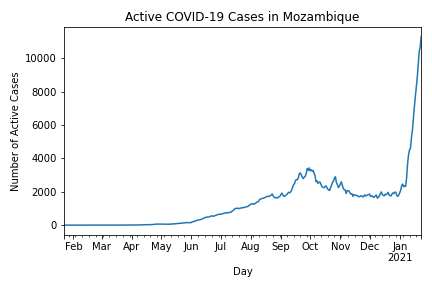 Active COVID-19 Cases in Mozambique
Number of Active Cases
10000
8000
6000
4000
2000
0
Feb Mar Apr May Jun Jul Aug Sep Oct Nov Dec Jan
2021
Day